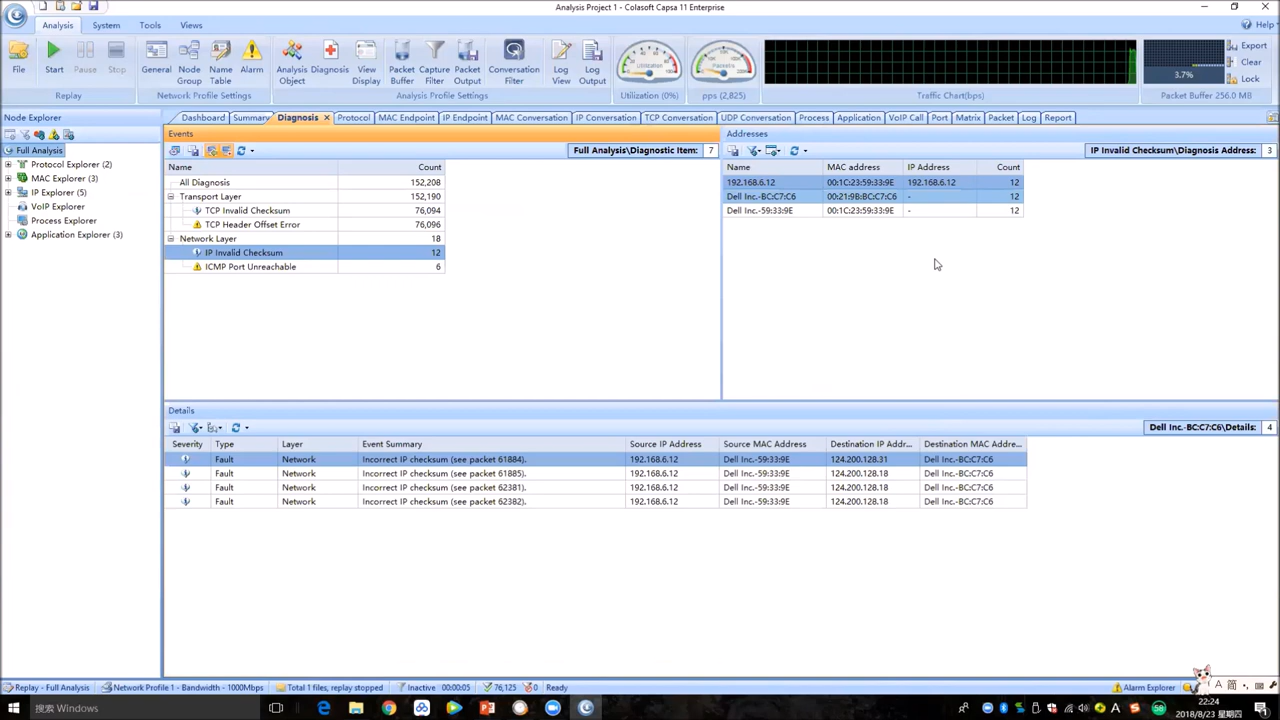 Analysis Project 1 - Colasoft Capsa 11 Enterprise
Analysis System Tools Views Help
File Start Pause Stop General Node Group Name Table Alarm Analysis Object Diagnosis View Display Packet Buffer Capture Filter Packet Output Conversation Filter Log View Log Output Export Clear Lock
3.7%
Replay Network Profile Settings Analysis Profile Settings Utilization (0%) pps (2,825) Traffic Chart(bps) Packet Buffer 256.0 MB
Node Explorer
Dashboard Summary Diagnosis Protocol MAC Endpoint IP Endpoint MAC Conversation IP Conversation TCP Conversation UDP Conversation VoIP Call Port Matrix Packet Log Report Process Application
Full Analysis
Protocol Explorer (2)
MAC Explorer (3)
IP Explorer (5)
VoIP Explorer
Process Explorer
Application Explorer (3)
Events
Full Analysis\Diagnostic Item: 7
Name Count
All Diagnosis 152,208
Transport Layer 152,190
TCP Invalid Checksum 76,094
TCP Header Offset Error 76,096
Network Layer 18
IP Invalid Checksum 12
ICMP Port Unreachable 6
Addresses
IP Invalid Checksum\Diagnosis Address: 3
Name MAC address IP Address Count
192.168.6.12 00:1C:23:59:33:9E 192.168.6.12 12
Dell Inc.-BC:C7:C6 00:21:9B:BC:C7:C6 - 12
Dell Inc.-59:33:9E 00:1C:23:59:33:9E - 12
Details
Dell Inc.-BC:C7:C6\Details: 4
Severity Type Layer Event Summary Source IP Address Source MAC Address Destination IP Addr... Destination MAC Addre...
Fault Network Incorrect IP checksum (see packet 61884). 192.168.6.12 Dell Inc.-59:33:9E 124.200.128.31 Dell Inc.-BC:C7:C6
Fault Network Incorrect IP checksum (see packet 61885). 192.168.6.12 Dell Inc.-59:33:9E 124.200.128.18 Dell Inc.-BC:C7:C6
Fault Network Incorrect IP checksum (see packet 62381). 192.168.6.12 Dell Inc.-59:33:9E 124.200.128.18 Dell Inc.-BC:C7:C6
Fault Network Incorrect IP checksum (see packet 62382). 192.168.6.12 Dell Inc.-59:33:9E 124.200.128.18 Dell Inc.-BC:C7:C6
Replay - Full Analysis Network Profile 1 - Bandwidth - 1000Mbps Total 1 files, replay stopped Inactive 00:00:05 76,125 0 Ready Alarm Explorer
A 简
搜索 Windows
58
22:24
2018/8/23 星期四